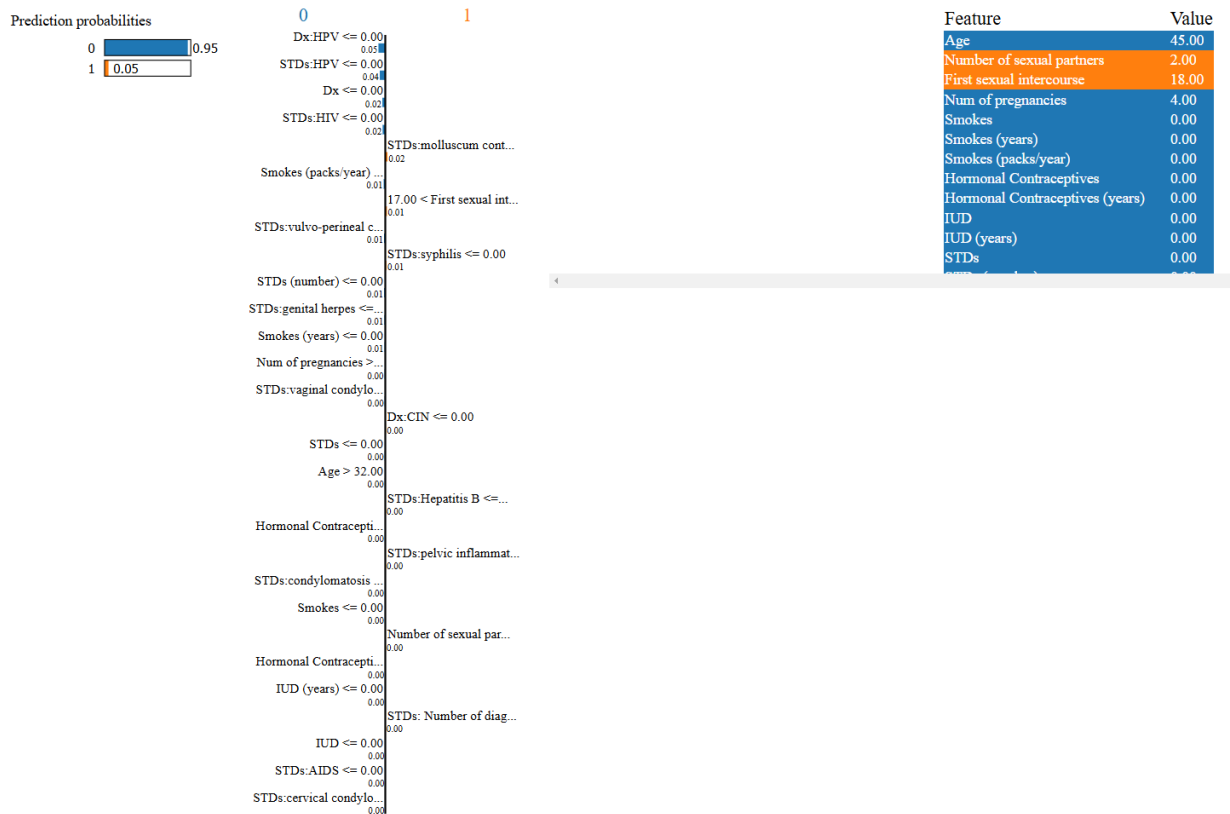 Prediction probabilities
0 0.95
1 0.05
0 1
Dx:HPV <= 0.00
0.05
STDs:HPV <= 0.00
0.04
Dx <= 0.00
0.02
STDs:HIV <= 0.00
0.02
STDs:molluscum cont...
0.02
Smokes (packs/year) ...
0.01
17.00 < First sexual int...
0.01
STDs:vulvo-perineal c...
0.01
STDs:syphilis <= 0.00
0.01
STDs (number) <= 0.00
0.01
STDs:genital herpes <=...
0.01
Smokes (years) <= 0.00
0.01
Num of pregnancies >...
0.00
STDs:vaginal condylo...
0.00
Dx:CIN <= 0.00
0.00
STDs <= 0.00
0.00
Age > 32.00
0.00
STDs:Hepatitis B <=...
0.00
Hormonal Contracepti...
0.00
STDs:pelvic inflammat...
0.00
STDs:condylomatosis ...
0.00
Smokes <= 0.00
0.00
Number of sexual par...
0.00
Hormonal Contracepti...
0.00
IUD (years) <= 0.00
0.00
STDs: Number of diag...
0.00
IUD <= 0.00
0.00
STDs:AIDS <= 0.00
0.00
STDs:cervical condylo...
0.00
Feature Value
Age 45.00
Number of sexual partners 2.00
First sexual intercourse 18.00
Num of pregnancies 4.00
Smokes 0.00
Smokes (years) 0.00
Smokes (packs/year) 0.00
Hormonal Contraceptives 0.00
Hormonal Contraceptives (years) 0.00
IUD 0.00
IUD (years) 0.00
STDs 0.00